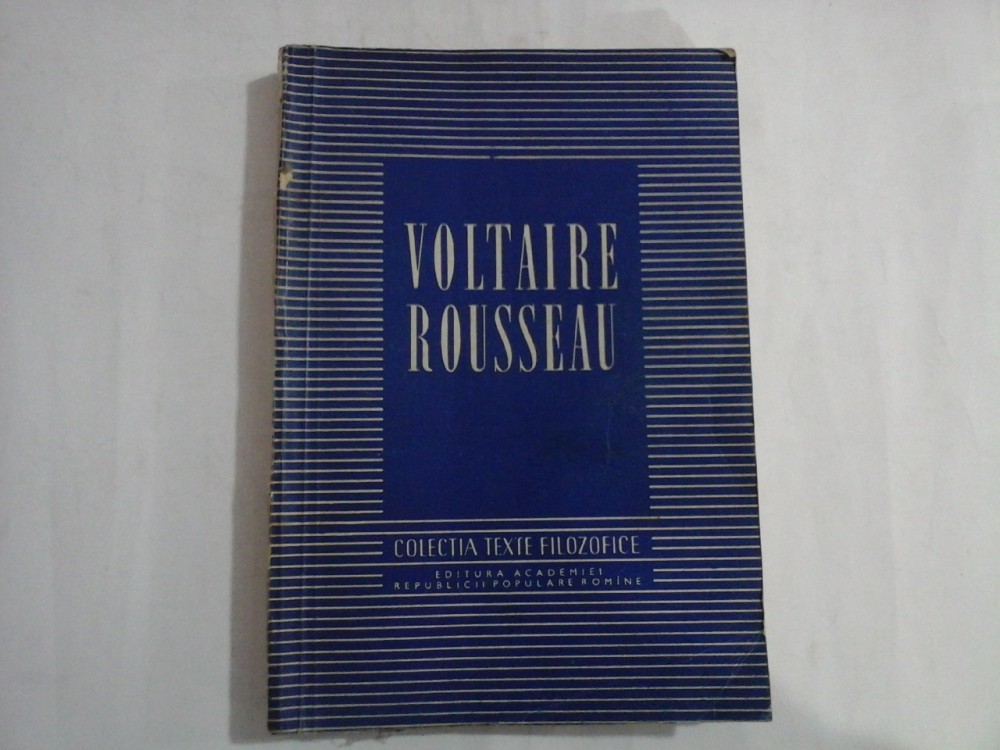 VOLTAIRE
ROUSSEAU
COLECTIA TEXTE FILOZOFICE
EDITURA ACADEMIEI
REPUBLICII POPULARE ROMÎNE